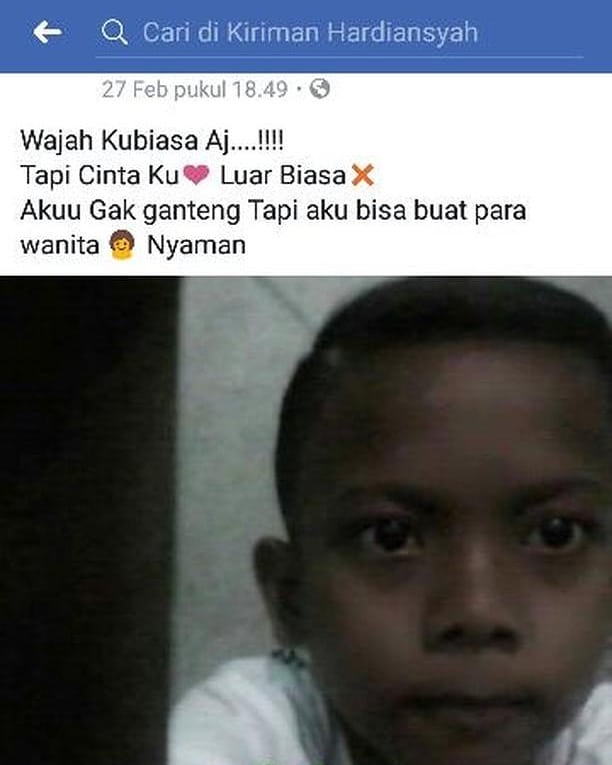 Cari di Kiriman Hardiansyah
27 Feb pukul 18.49 ·
Wajah Kubiasa Aj....!!!!
Tapi Cinta Ku💗 Luar Biasa❌
Akuu Gak ganteng Tapi aku bisa buat para
wanita 🙍 Nyaman